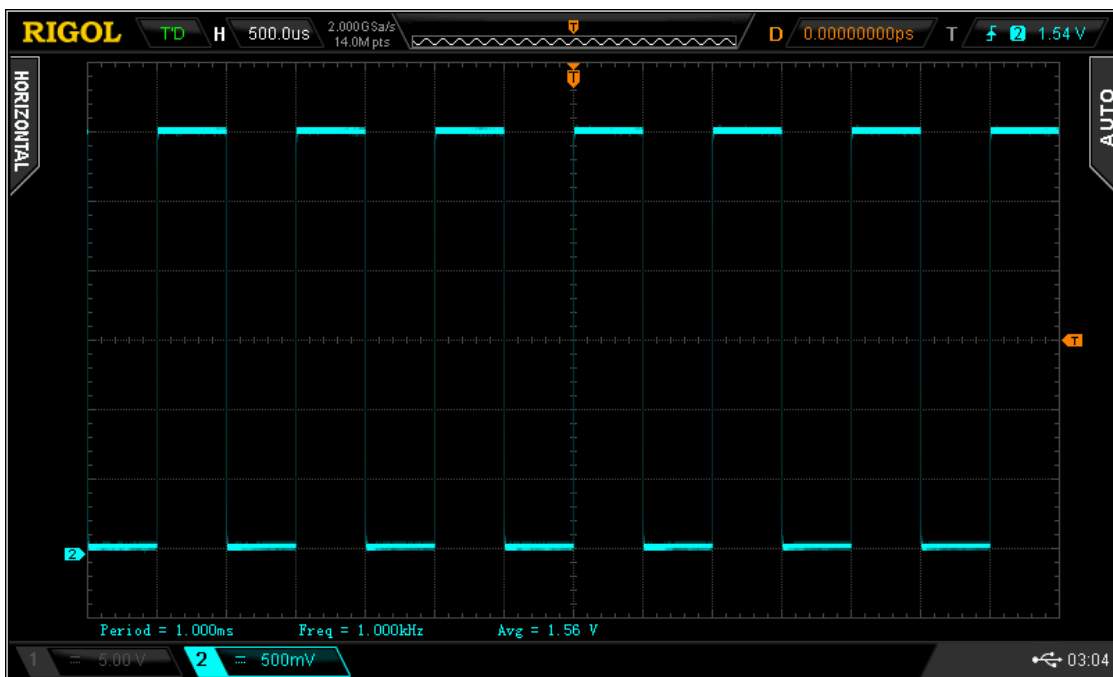 RIGOL T'D H 500.0us 2.000GSa/s 14.0M pts T D 0.00000000ps T 2 1.54 V
HORIZONTAL
T
AUTO
T
2
Period = 1.000ms Freq = 1.000kHz Avg = 1.56 V
1 5.00 V 2 500mV 03:04